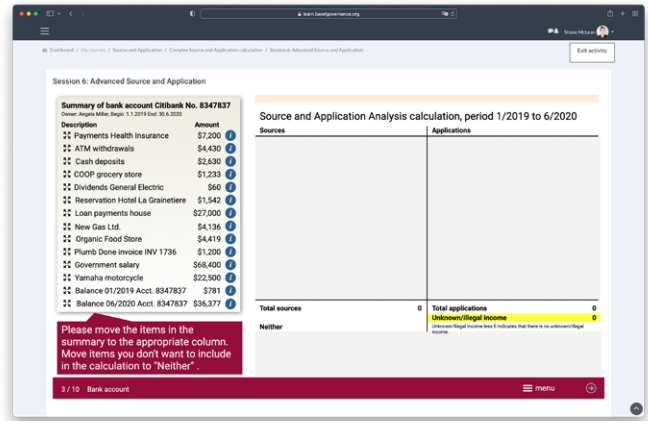 learn.baselgovernance.org
Shane McLean
Dashboard / My courses / Source and Application / Complex Source and Application calculation / Session 6: Advanced Source and Application
Exit activity
Session 6: Advanced Source and Application
Summary of bank account Citibank No. 8347837
Owner: Angela Miller, Begin: 1.1.2019 End: 30.6.2020
Description Amount
Payments Health Insurance $7,200
ATM withdrawals $4,430
Cash deposits $2,630
COOP grocery store $1,233
Dividends General Electric $60
Reservation Hotel La Grainetiere $1,542
Loan payments house $27,000
New Gas Ltd. $4,136
Organic Food Store $4,419
Plumb Done invoice INV 1736 $1,200
Government salary $68,400
Yamaha motorcycle $22,500
Balance 01/2019 Acct. 8347837 $781
Balance 06/2020 Acct. 8347837 $36,377
Please move the items in the
summary to the appropriate column.
Move items you don't want to include
in the calculation to "Neither" .
Source and Application Analysis calculation, period 1/2019 to 6/2020
Sources Applications
Total sources 0 Total applications 0
Unknown/illegal income 0
Unknown/illegal income less 0 indicates that there is no unknown/illegal
income.
Neither
3 / 10 Bank account
menu